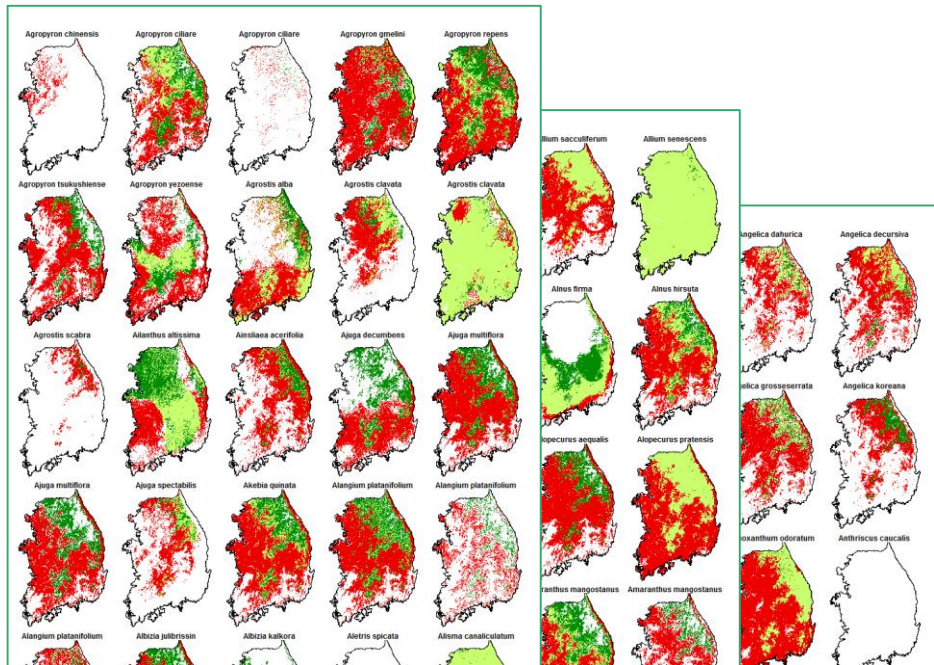 Agropyron chinensis Agropyron ciliare Agropyron ciliare Agropyron gmelini Agropyron repens
Agropyron tsukushiense Agropyron yezoense Agrostis alba Agrostis clavata Agrostis clavata
Agrostis scabra Ailanthus altissima Ainsliaea acerifolia Ajuga decumbens Ajuga multiflora
Ajuga multiflora Ajuga spectabilis Akebia quinata Alangium platanifolium Alangium platanifolium
Alangium platanifolium Albizia julibrissin Albizia kalkora Aletris spicata Alisma canaliculatum
llium sacculiferum Allium senescens
Alnus firma Alnus hirsuta
lopecurus aequalis Alopecurus pratensis
ranthus mangostanus Amaranthus mangostanus
Angelica dahurica Angelica decursiva
gelica grosseserrata Angelica koreana
oxanthum odoratum Anthriscus caucalis